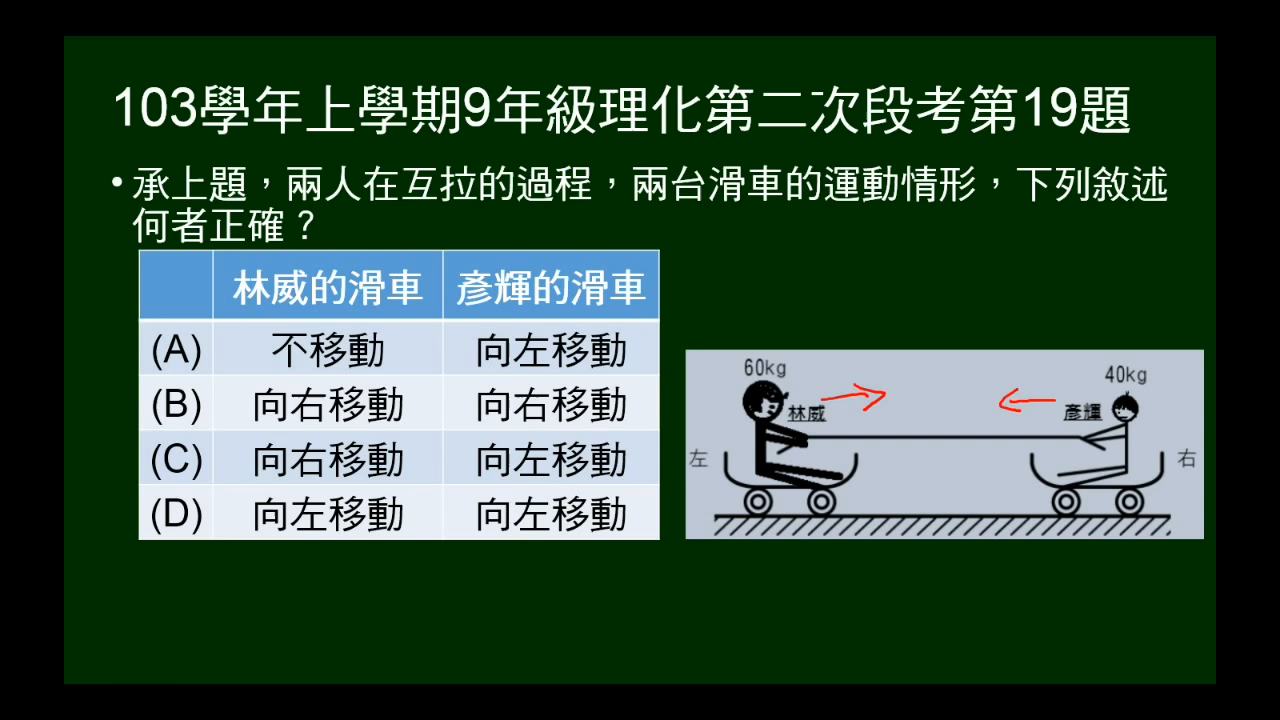 103學年上學期9年級理化第二次段考第19題
•承上題，兩人在互拉的過程，兩台滑車的運動情形，下列敘述
何者正確？
林威的滑車 彥輝的滑車
(A) 不移動 向左移動
(B) 向右移動 向右移動
(C) 向右移動 向左移動
(D) 向左移動 向左移動
60kg 40kg
林威 彥輝
左 右